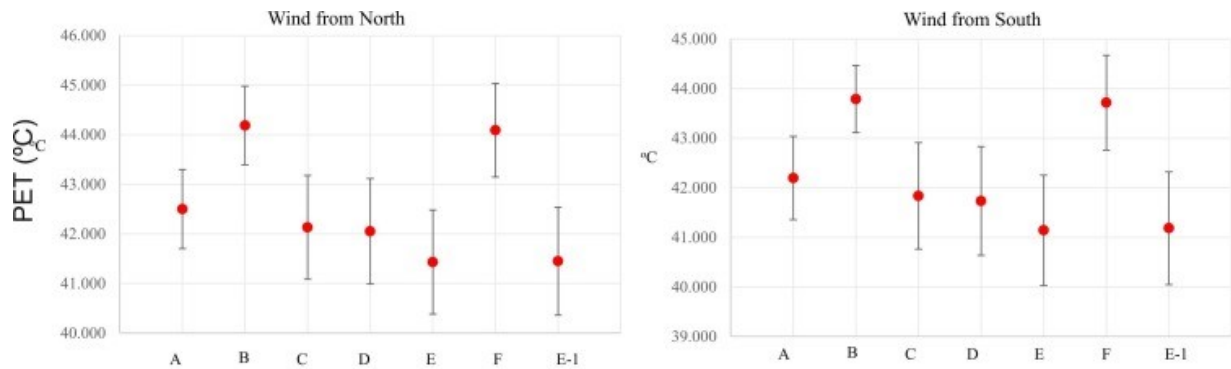 Wind from North
46.000
45.000
44.000
43.000
42.000
41.000
40.000
PET (ºC)
ºC
A B C D E F E-1
Wind from South
45.000
44.000
43.000
42.000
41.000
40.000
39.000
ºC
A B C D E F E-1